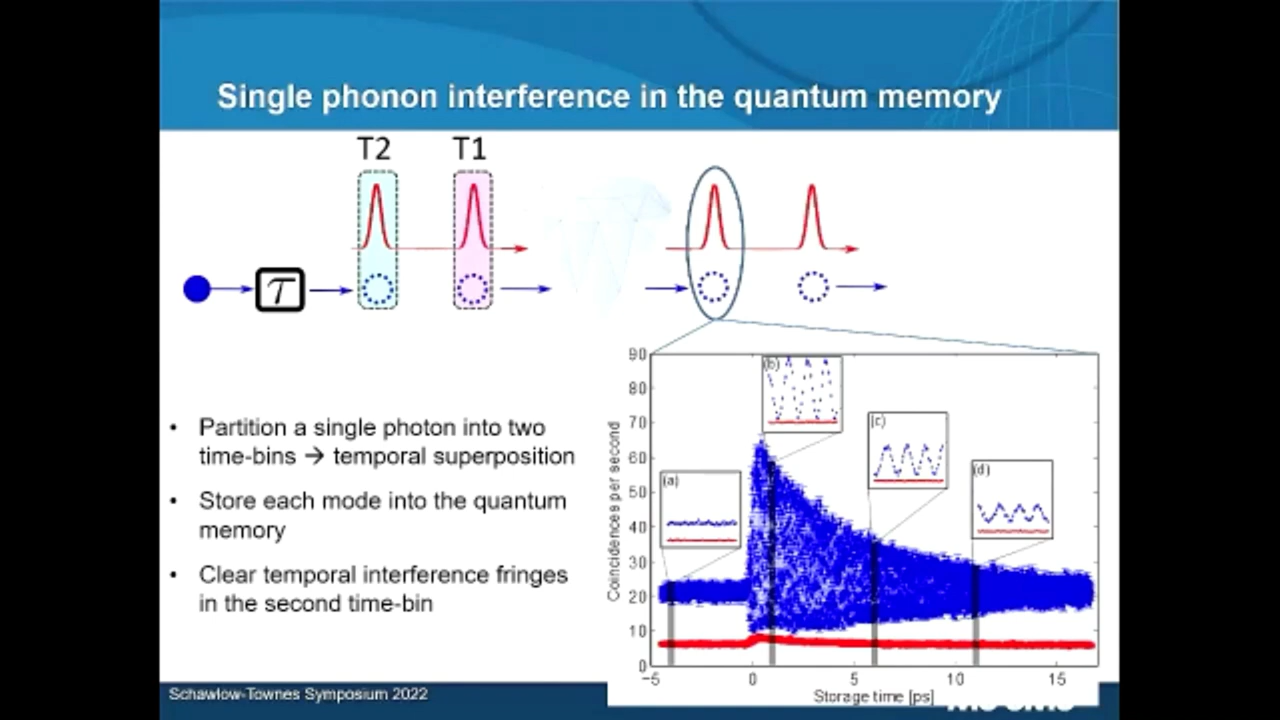 Single phonon interference in the quantum memory
T2 T1
τ
• Partition a single photon into two
time-bins → temporal superposition
• Store each mode into the quantum
memory
• Clear temporal interference fringes
in the second time-bin
Coincidences per second
90
80
70
60
50
40
30
20
10
0
(a)
(b)
(c)
(d)
−5 0 5 10 15
Storage time [ps]
Schawlow-Townes Symposium 2022